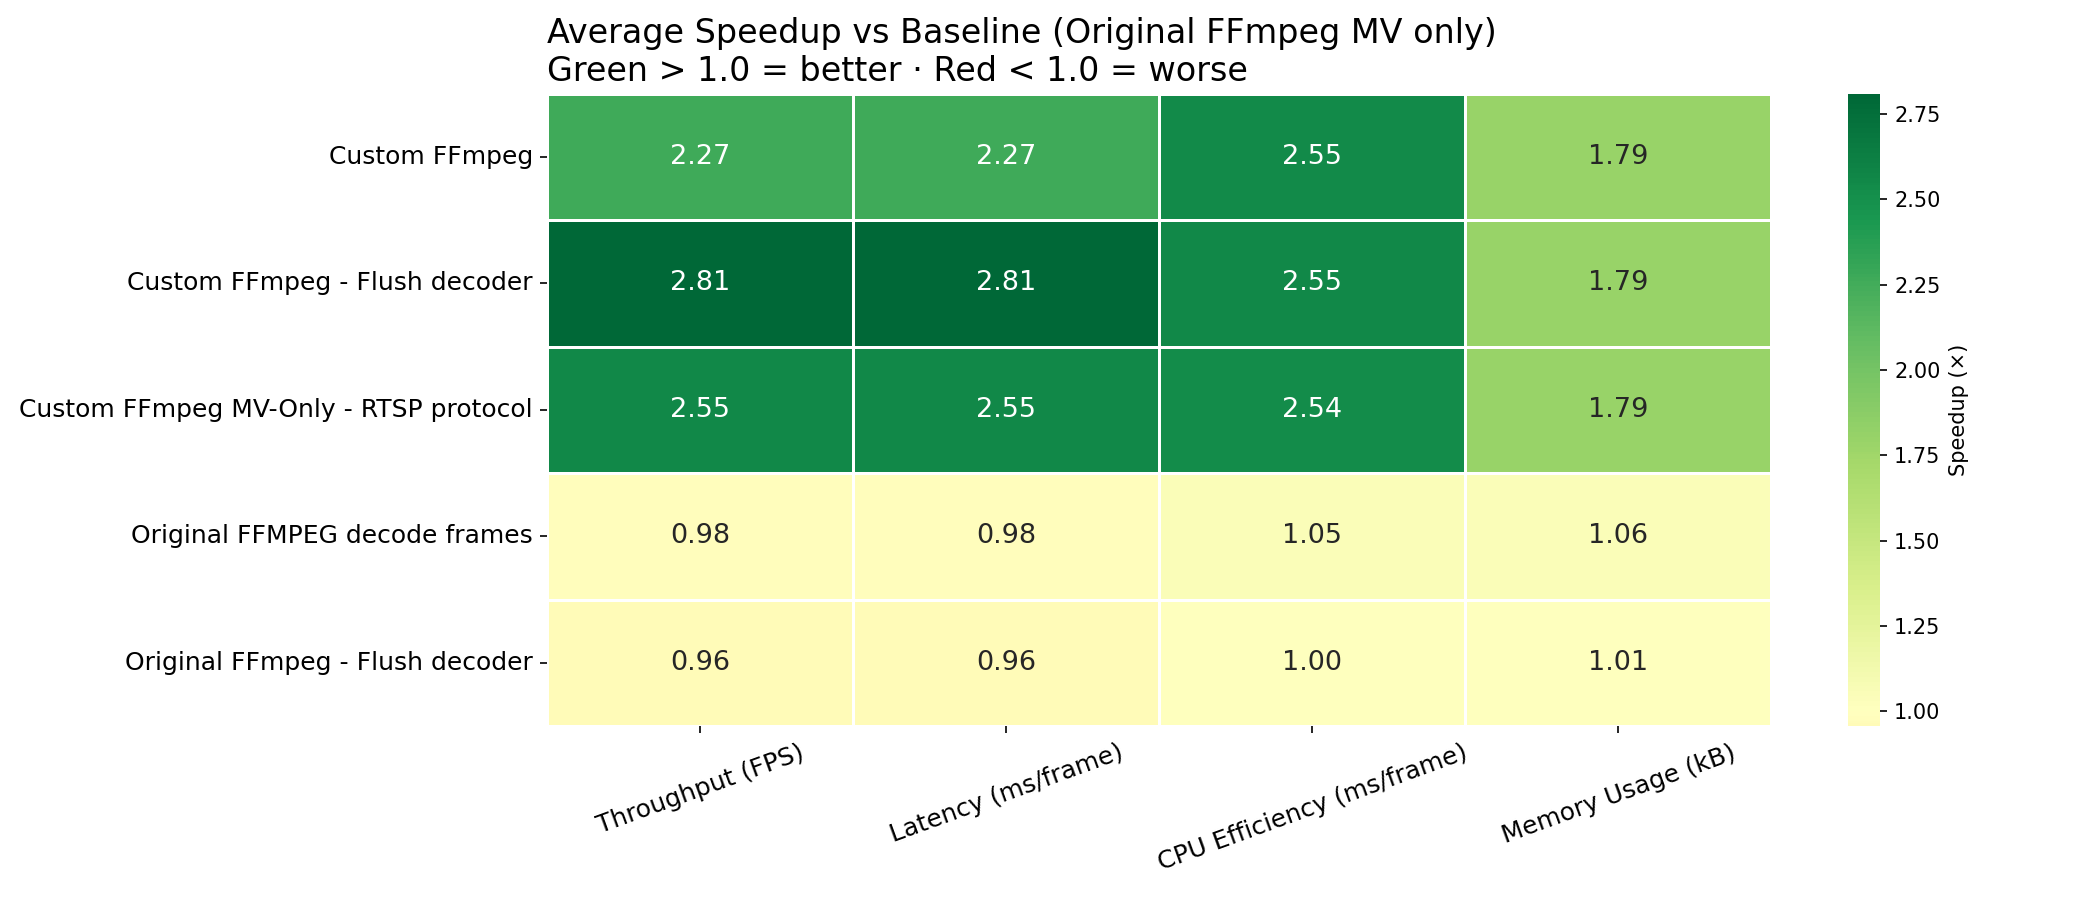 Average Speedup vs Baseline (Original FFmpeg MV only)
Green > 1.0 = better · Red < 1.0 = worse
Custom FFmpeg
2.27
2.27
2.55
1.79
Custom FFmpeg - Flush decoder
2.81
2.81
2.55
1.79
Custom FFmpeg MV-Only - RTSP protocol
2.55
2.55
2.54
1.79
Original FFMPEG decode frames
0.98
0.98
1.05
1.06
Original FFmpeg - Flush decoder
0.96
0.96
1.00
1.01
Throughput (FPS)
Latency (ms/frame)
CPU Efficiency (ms/frame)
Memory Usage (kB)
2.75
2.50
2.25
2.00
1.75
1.50
1.25
1.00
Speedup (×)